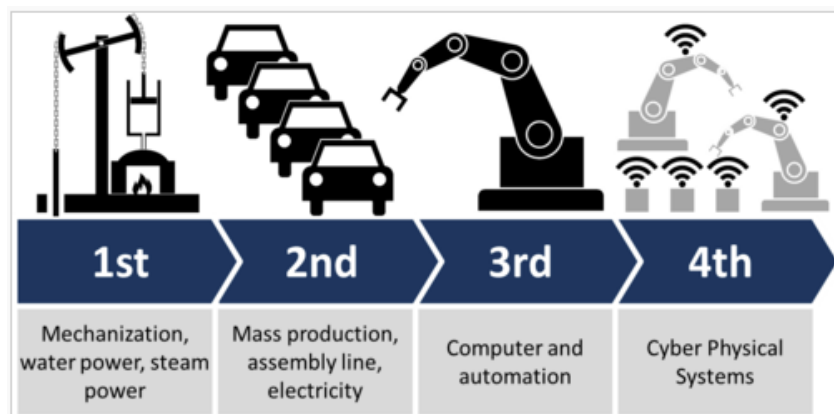 1st
2nd
3rd
4th
Mechanization,
water power, steam
power
Mass production,
assembly line,
electricity
Computer and
automation
Cyber Physical
Systems